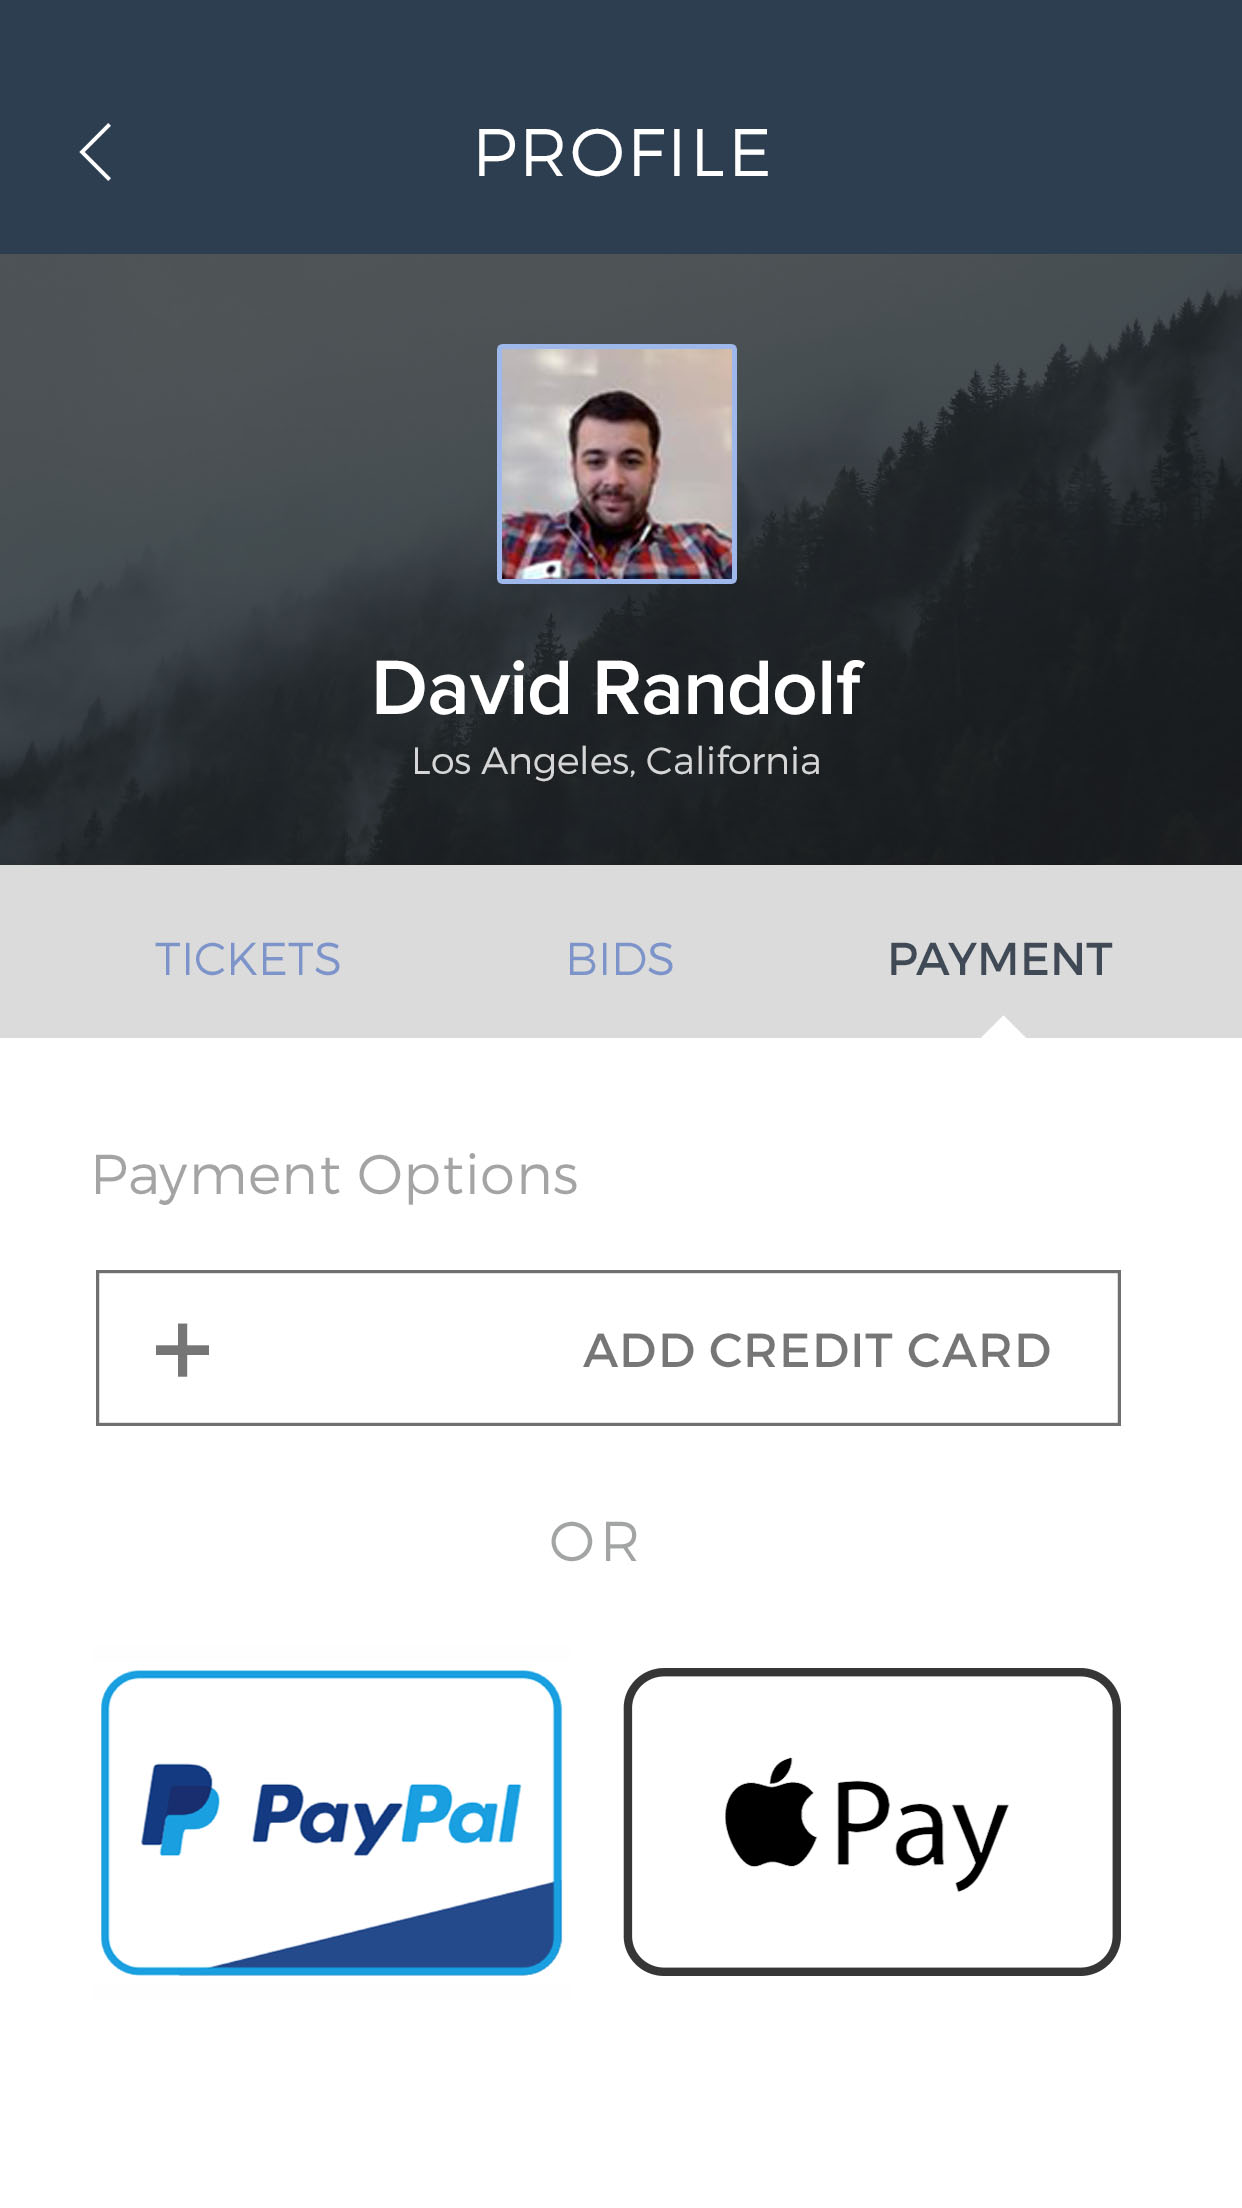 PROFILE
David Randolf
Los Angeles, California
TICKETS BIDS PAYMENT
Payment Options
+ ADD CREDIT CARD
OR
PayPal Pay